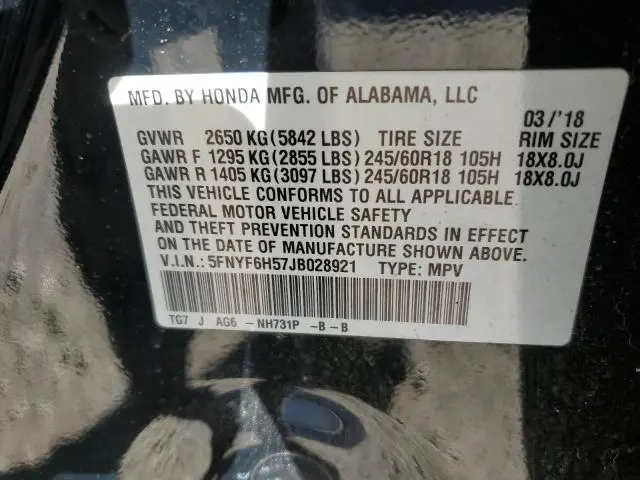 MFD. BY HONDA MFG. OF ALABAMA, LLC
03/'18
GVWR 2650 KG(5842 LBS) TIRE SIZE RIM SIZE
GAWR F 1295 KG(2855 LBS)245/60R18 105H 18X8.0J
GAWR R 1405 KG(3097 LBS)245/60R18 105H 18X8.0J
THIS VEHICLE CONFORMS TO ALL APPLICABLE
FEDERAL MOTOR VEHICLE SAFETY
AND THEFT PREVENTION STANDARDS IN EFFECT
ON THE DATE OF MANUFACTURE SHOWN ABOVE.
V.I.N.: 5FNYF6H57JB028921 TYPE: MPV
TG7 J AG6 -NH731P -B-B